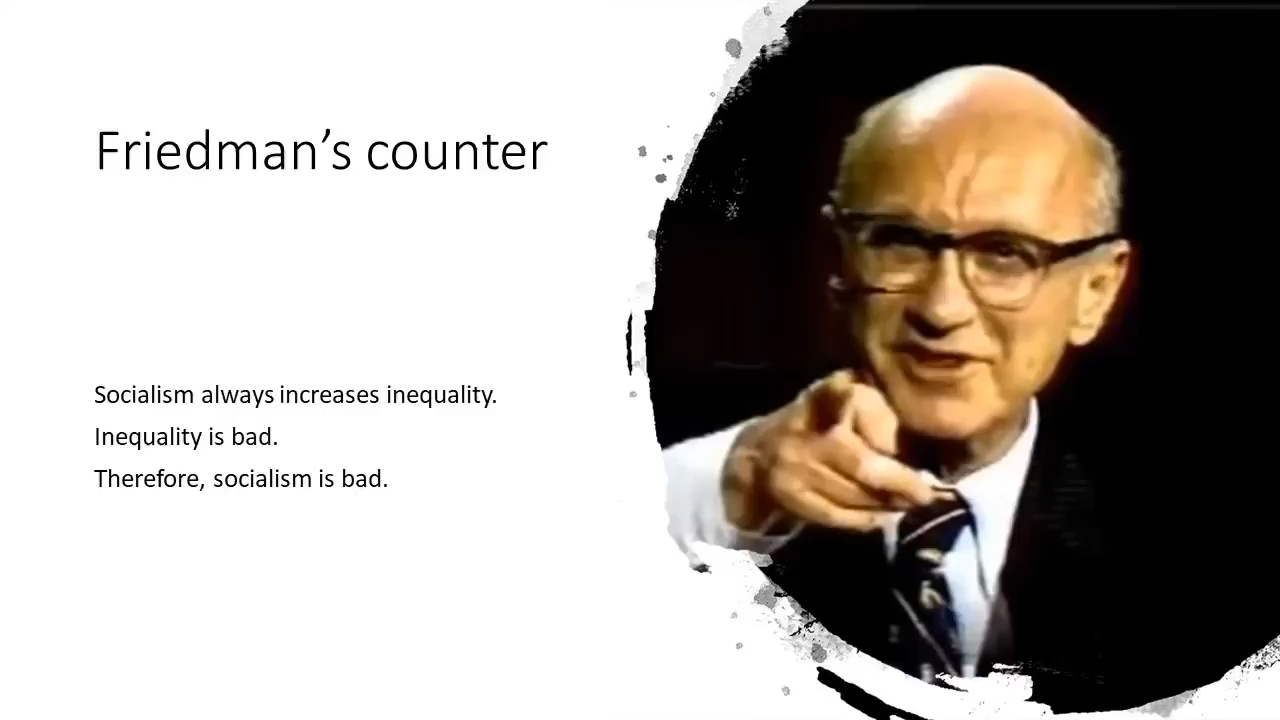 Friedman’s counter
Socialism always increases inequality.
Inequality is bad.
Therefore, socialism is bad.